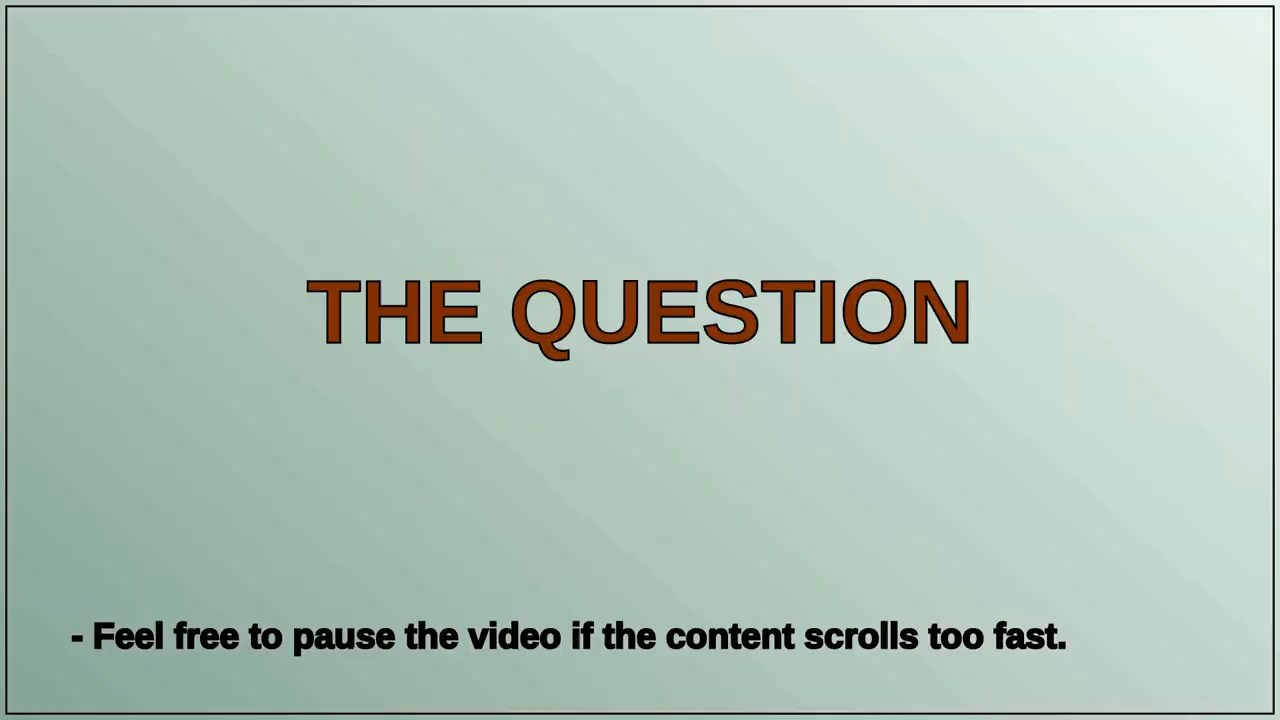 THE QUESTION
- Feel free to pause the video if the content scrolls too fast.